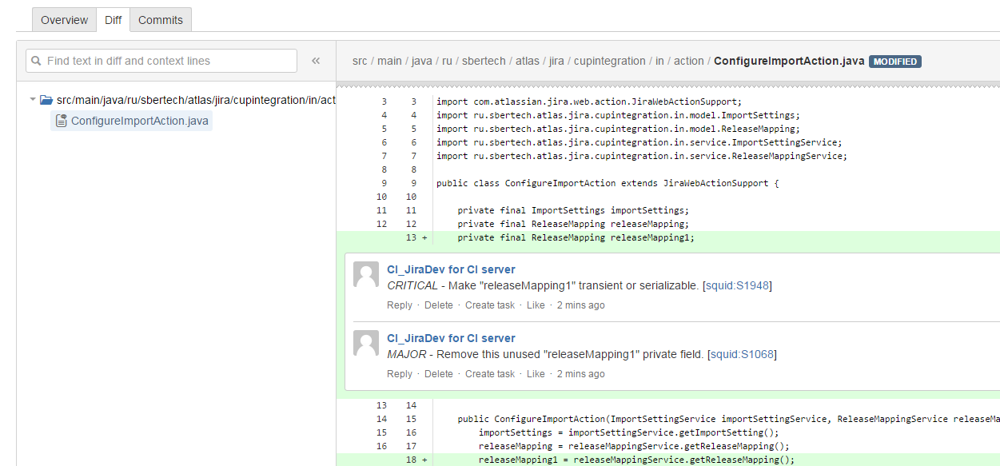 Overview Diff Commits
Find text in diff and context lines «
src / main / java / ru / sbertech / atlas / jira / cupintegration / in / action / ConfigureImportAction.java MODIFIED
src/main/java/ru/sbertech/atlas/jira/cupintegration/in/act
ConfigureImportAction.java
3 3 import com.atlassian.jira.web.action.JiraWebActionSupport;
4 4 import ru.sbertech.atlas.jira.cupintegration.in.model.ImportSettings;
5 5 import ru.sbertech.atlas.jira.cupintegration.in.model.ReleaseMapping;
6 6 import ru.sbertech.atlas.jira.cupintegration.in.service.ImportSettingService;
7 7 import ru.sbertech.atlas.jira.cupintegration.in.service.ReleaseMappingService;
8 8
9 9 public class ConfigureImportAction extends JiraWebActionSupport {
10 10
11 11 private final ImportSettings importSettings;
12 12 private final ReleaseMapping releaseMapping;
13 + private final ReleaseMapping releaseMapping1;
CI_JiraDev for CI server
CRITICAL - Make "releaseMapping1" transient or serializable. [squid:S1948]
Reply · Delete · Create task · Like · 2 mins ago
CI_JiraDev for CI server
MAJOR - Remove this unused "releaseMapping1" private field. [squid:S1068]
Reply · Delete · Create task · Like · 2 mins ago
13 14
14 15 public ConfigureImportAction(ImportSettingService importSettingService, ReleaseMappingService releaseMa
15 16 importSettings = importSettingService.getImportSetting();
16 17 releaseMapping = releaseMappingService.getReleaseMapping();
18 + releaseMapping1 = releaseMappingService.getReleaseMapping();